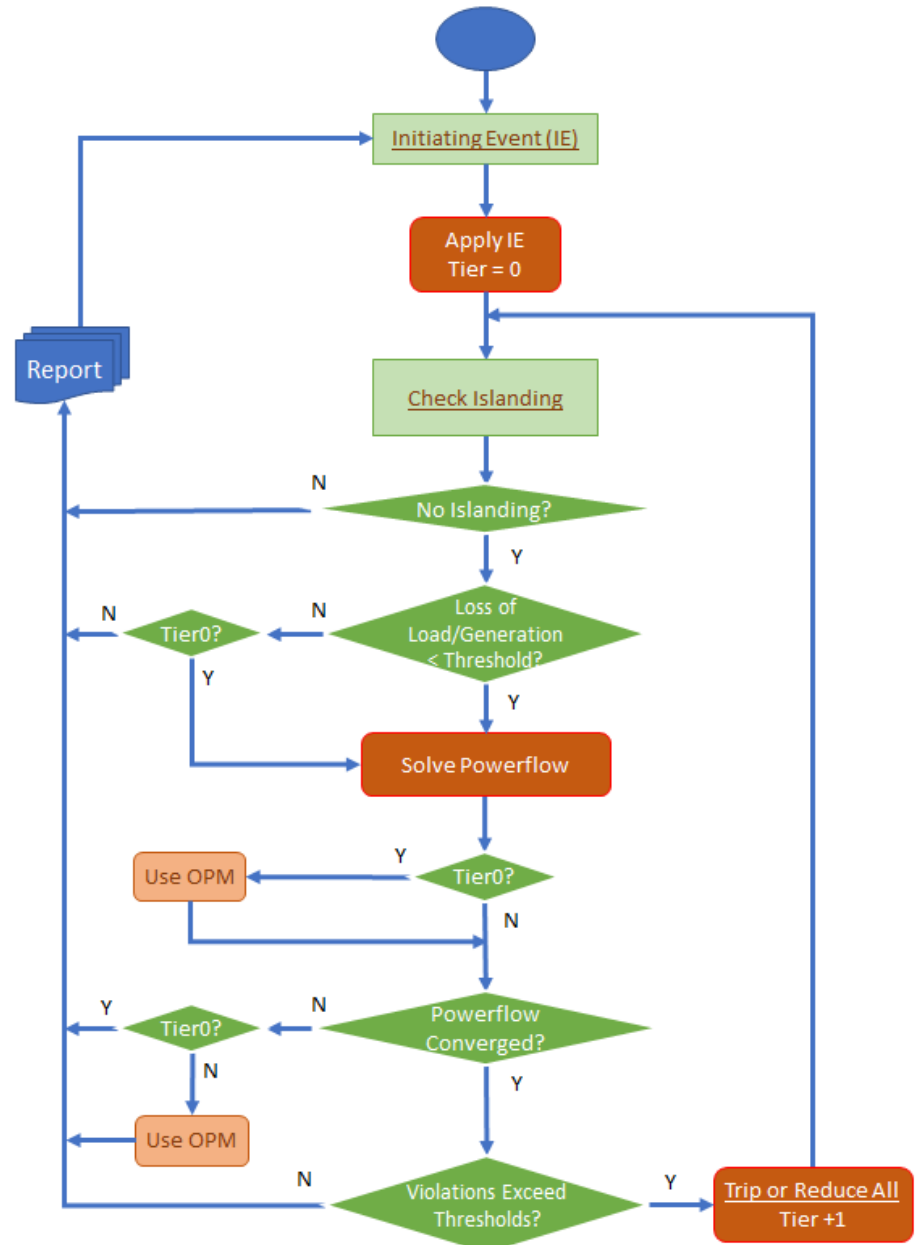 Initiating Event (IE)
Apply IE
Tier = 0
Report
Check Islanding
N
No Islanding?
Y
N
Tier0?
N
Loss of
Load/Generation
< Threshold?
Y
Y
Solve Powerflow
Use OPM
Y
Tier0?
N
Y
Tier0?
N
Powerflow
Converged?
N
Y
Use OPM
N
Violations Exceed
Thresholds?
Y
Trip or Reduce All
Tier +1